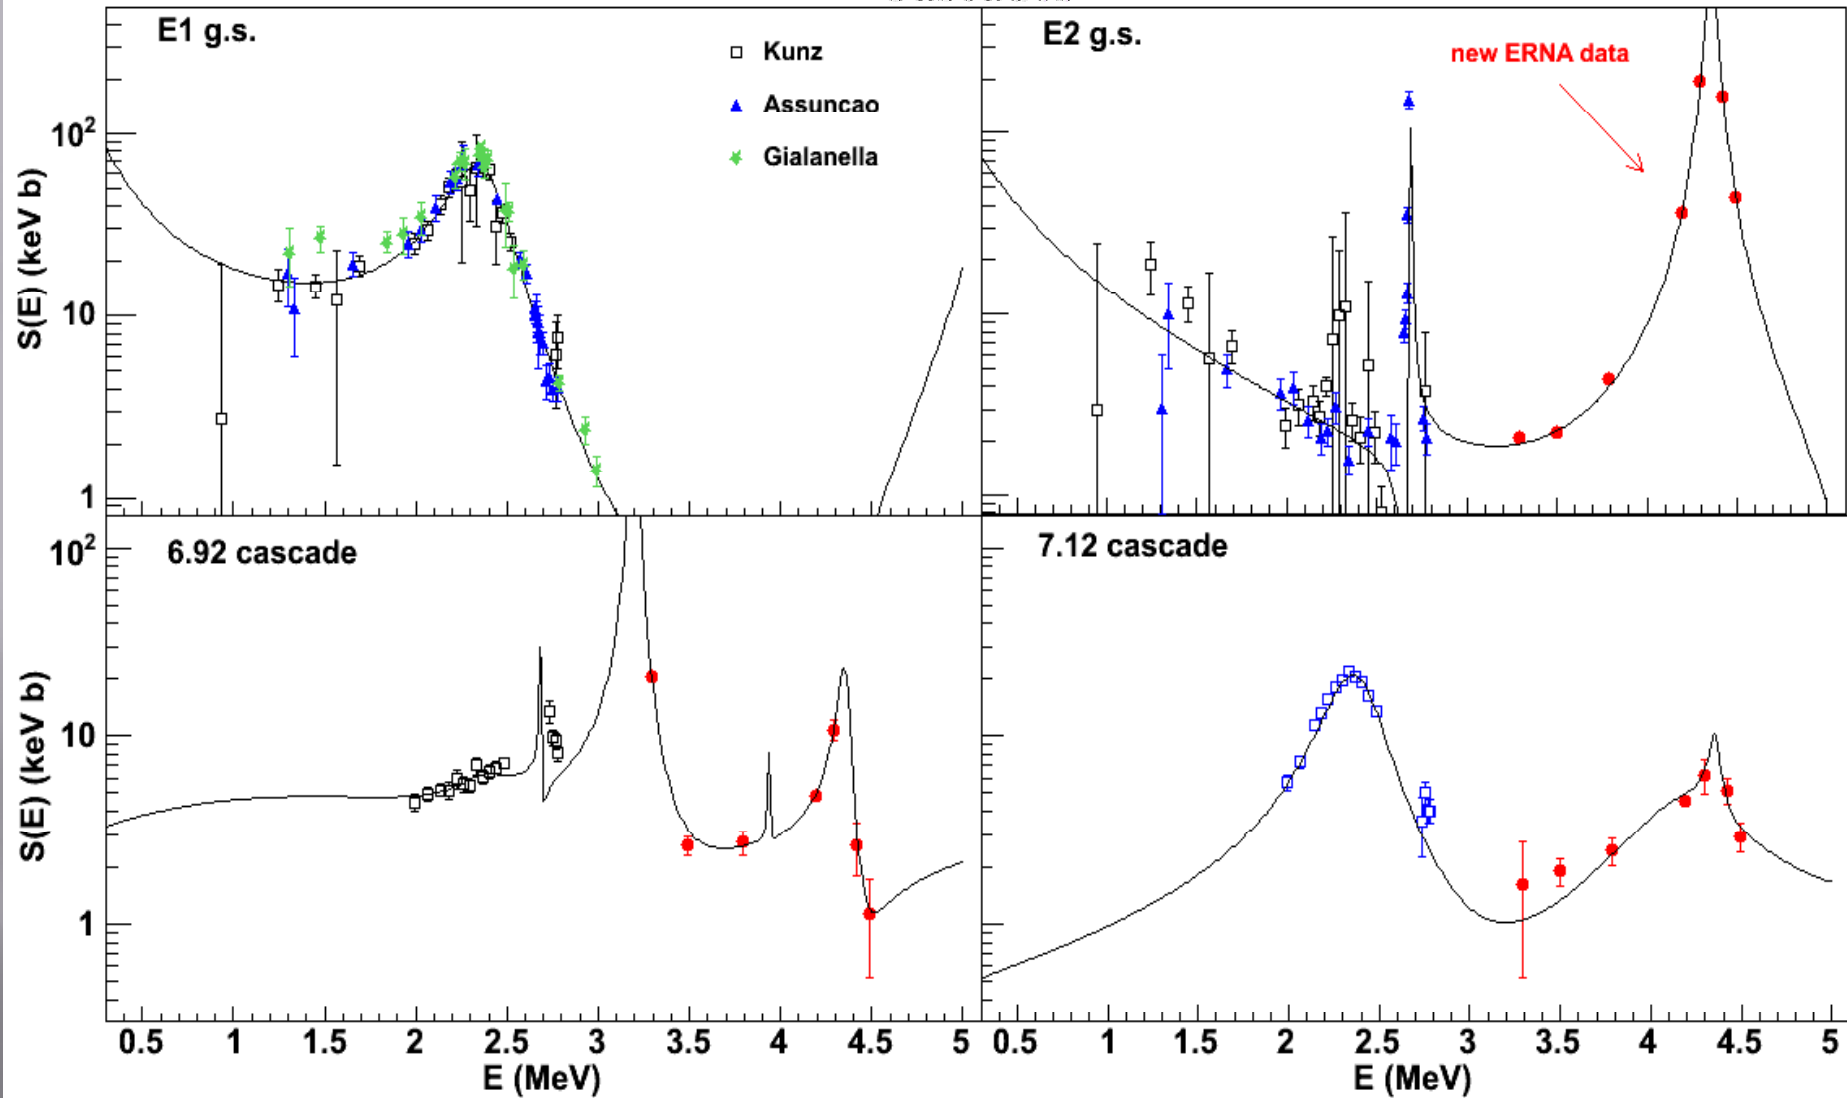 E1 g.s.
Kunz
Assuncao
Gialanella
E2 g.s.
new ERNA data
S(E) (keV b)
10²
10
1
6.92 cascade
7.12 cascade
S(E) (keV b)
10²
10
1
0.5 1 1.5 2 2.5 3 3.5 4 4.5 5
E (MeV)
0.5 1 1.5 2 2.5 3 3.5 4 4.5 5
E (MeV)